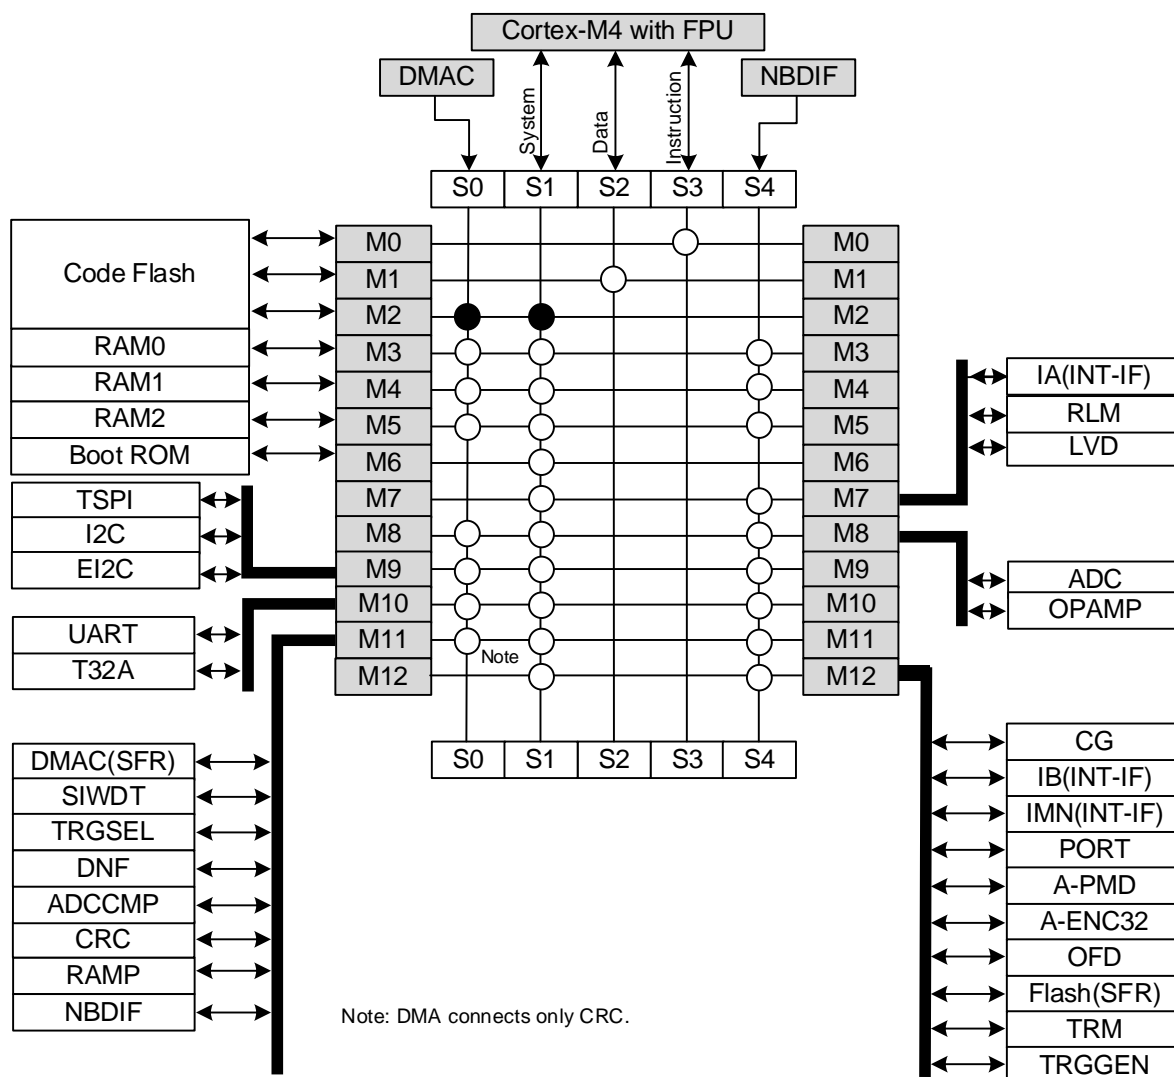 Cortex-M4 with FPU
DMAC
NBDIF
System
Data
Instruction
S0 S1 S2 S3 S4
Code Flash
RAM0
RAM1
RAM2
Boot ROM
TSPI
I2C
EI2C
UART
T32A
DMAC(SFR)
SIWDT
TRGSEL
DNF
ADCCMP
CRC
RAMP
NBDIF
M0
M1
M2
M3
M4
M5
M6
M7
M8
M9
M10
M11
M12
Note
M0
M1
M2
M3
M4
M5
M6
M7
M8
M9
M10
M11
M12
S0 S1 S2 S3 S4
IA(INT-IF)
RLM
LVD
ADC
OPAMP
CG
IB(INT-IF)
IMN(INT-IF)
PORT
A-PMD
A-ENC32
OFD
Flash(SFR)
TRM
TRGGEN
Note: DMA connects only CRC.